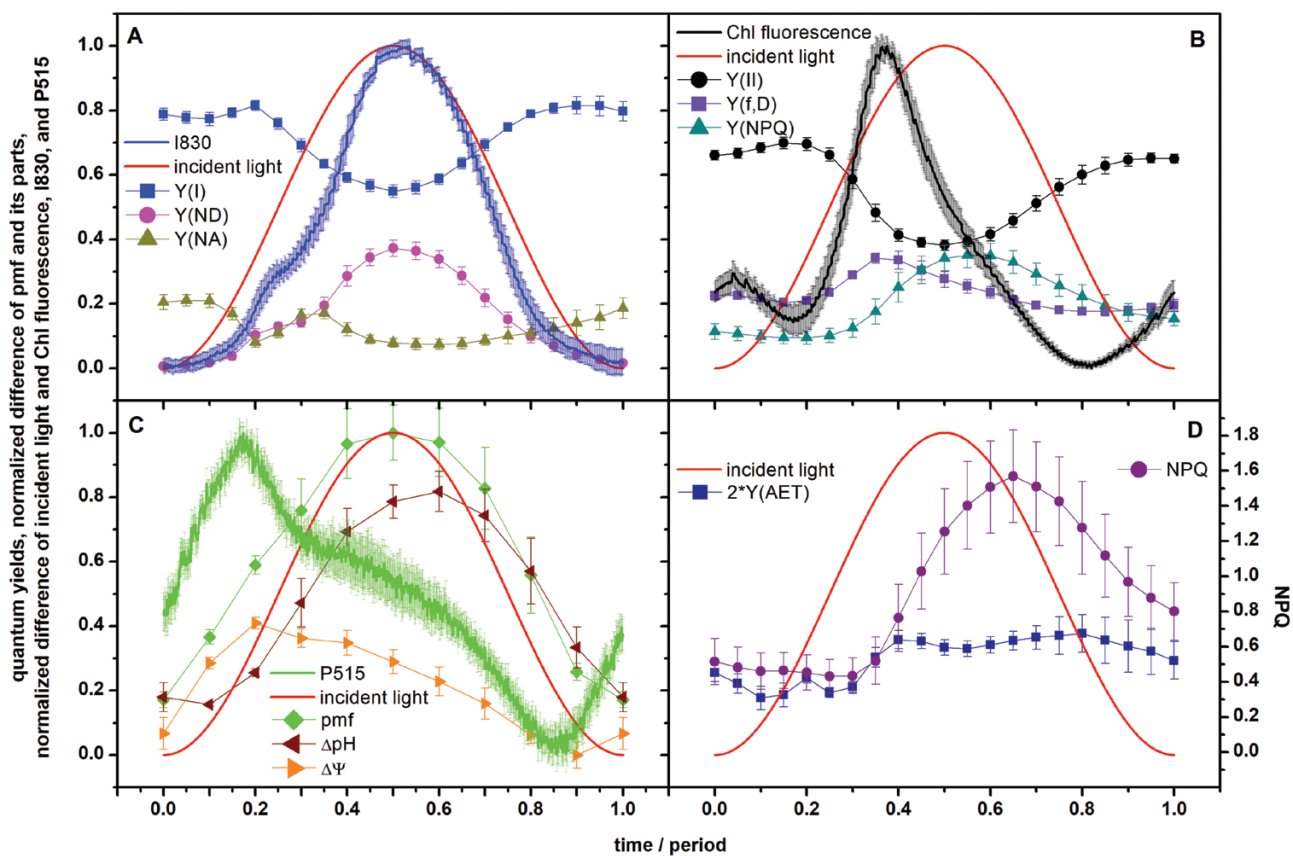 quantum yields, normalized difference of pmf and its parts,
normalized difference of incident light and Chl fluorescence, I830, and P515
A
1.0
0.8
0.6
0.4
0.2
0.0
I830
incident light
Y(I)
Y(ND)
Y(NA)
B
Chl fluorescence
incident light
Y(II)
Y(f,D)
Y(NPQ)
C
1.0
0.8
0.6
0.4
0.2
0.0
P515
incident light
pmf
ΔpH
ΔΨ
0.0
0.2
0.4
0.6
0.8
1.0
D
incident light
2*Y(AET)
NPQ
1.8
1.6
1.4
1.2
1.0
0.8
0.6
0.4
0.2
0.0
NPQ
0.0
0.2
0.4
0.6
0.8
1.0
time / period